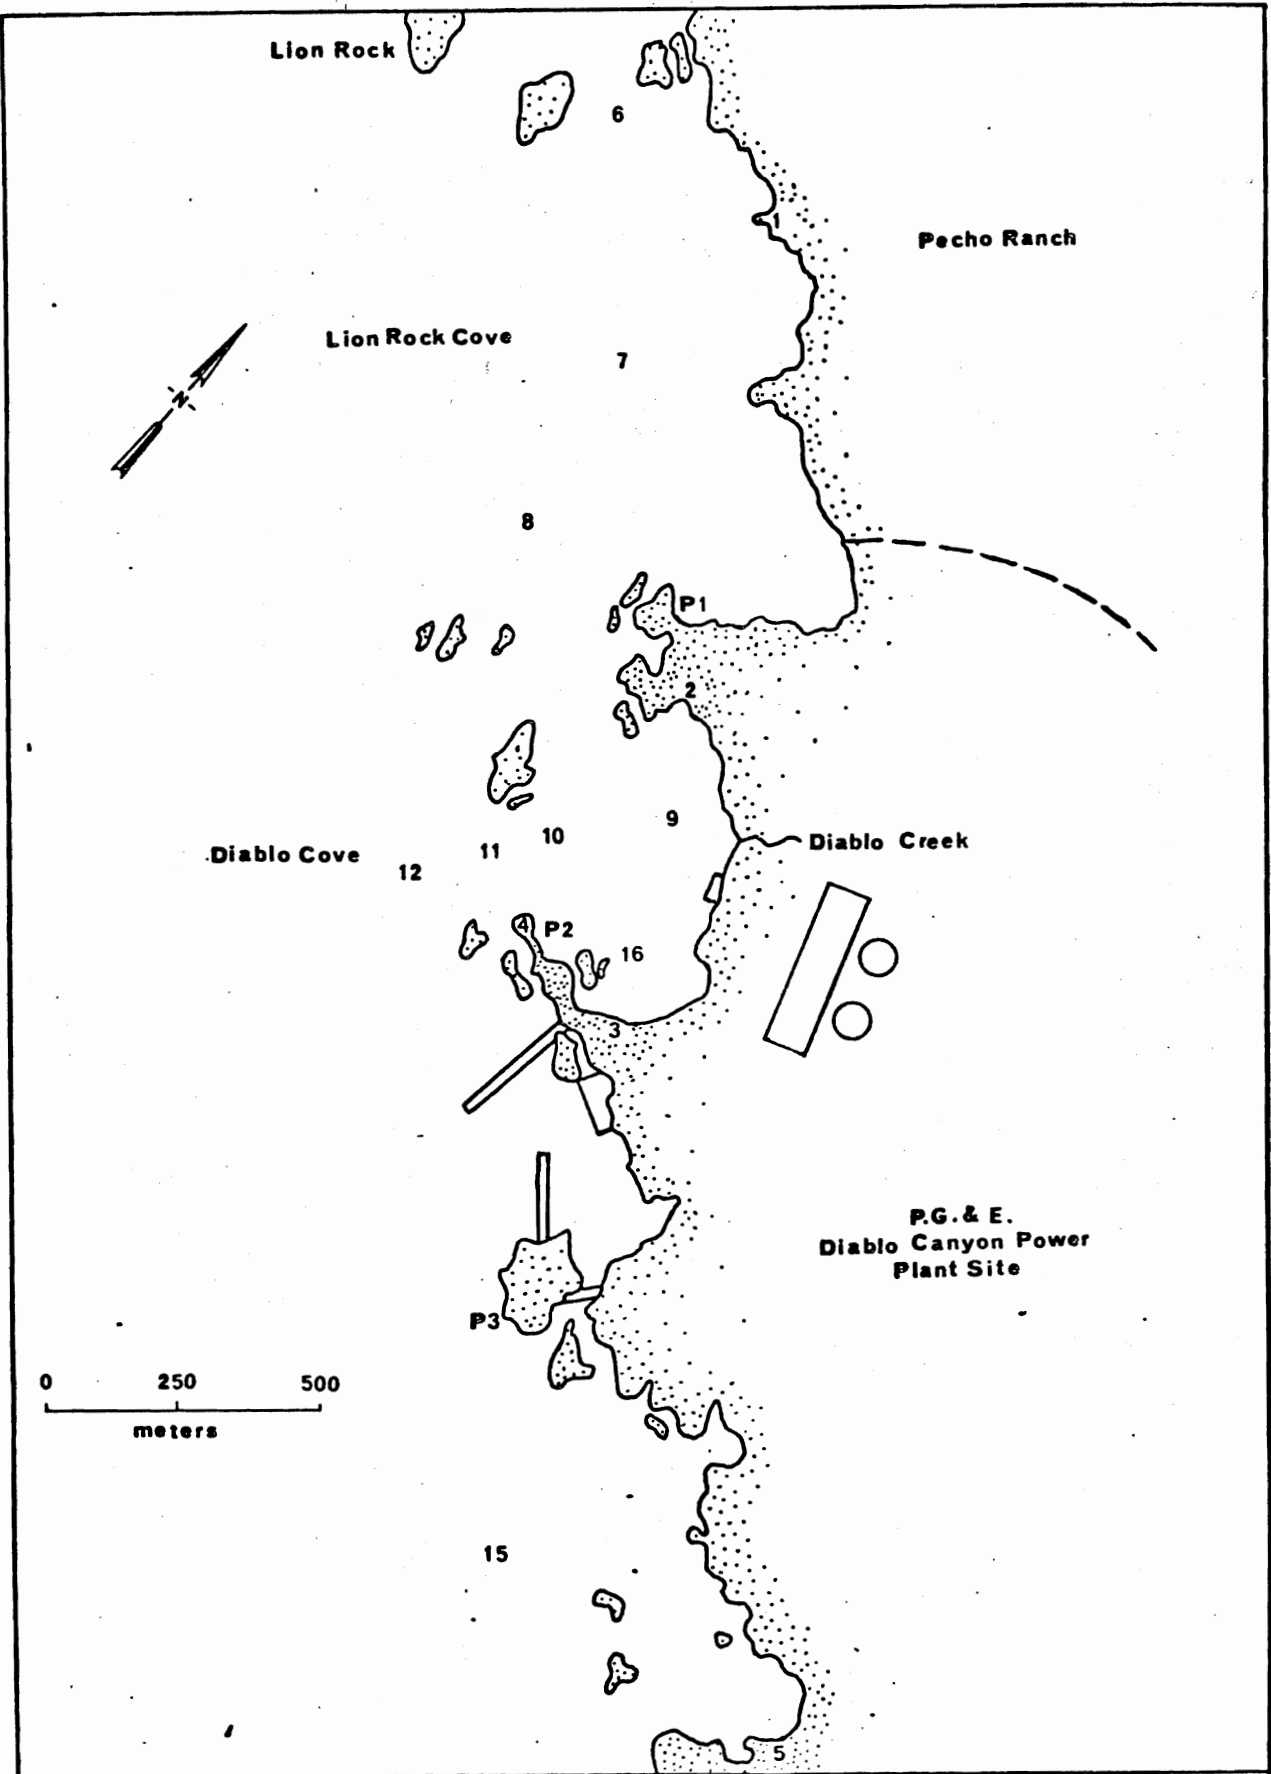 Lion Rock
6
1
Pecho Ranch
Lion Rock Cove
7
N
8
P1
2
9
Diablo Creek
10
11
Diablo Cove
12
4
P2
16
3
P.G.& E.
Diablo Canyon Power
Plant Site
P3
0 250 500
meters
15
5